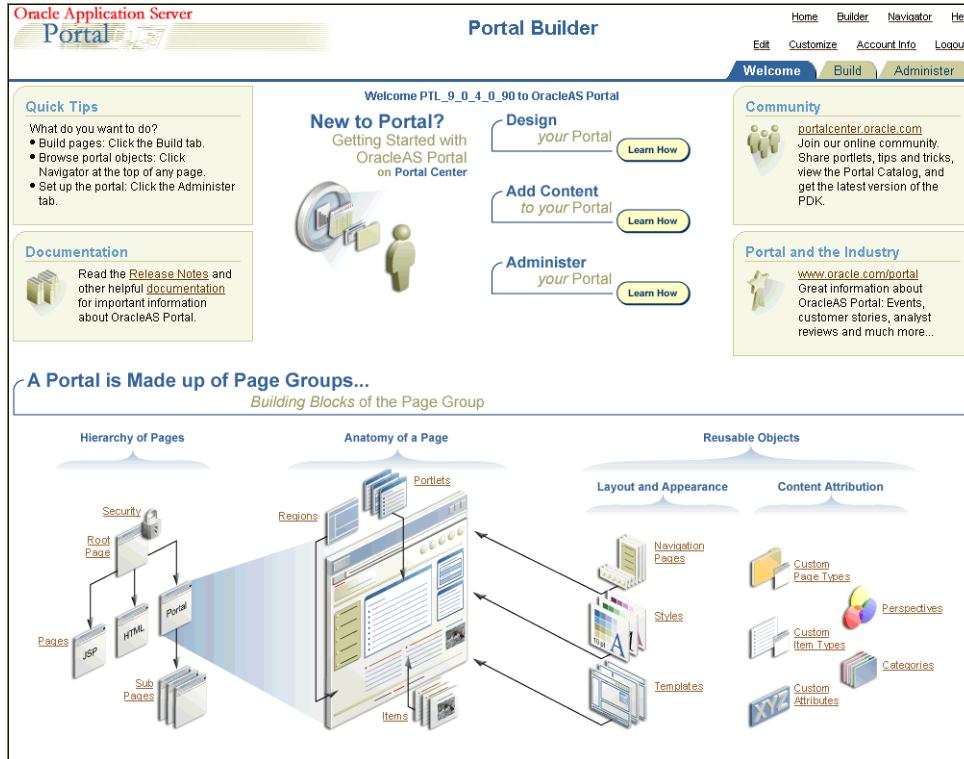 Oracle Application Server
Portal
Portal Builder
Home Builder Navigator
Edit Customize Account Info
Welcome Build Administer
Quick Tips
What do you want to do?
• Build pages: Click the Build tab.
• Browse portal objects: Click
Navigator at the top of any page.
• Set up the portal: Click the Administer
tab.
Documentation
Read the Release Notes and
other helpful documentation
for important information
about OracleAS Portal.
Welcome PTL_9_0_4_0_90 to OracleAS Portal
New to Portal?
Getting Started with
OracleAS Portal
on Portal Center
Design
your Portal
Learn How
Add Content
to your Portal
Learn How
Administer
your Portal
Learn How
Community
portalcenter.oracle.com
Join our online community.
Share portlets, tips and tricks,
view the Portal Catalog, and
get the latest version of the
PDK.
Portal and the Industry
www.oracle.com/portal
Great information about
OracleAS Portal: Events,
customer stories, analyst
reviews and much more...
A Portal is Made up of Page Groups...
Building Blocks of the Page Group
Hierarchy of Pages
Security
Root
Page
Portal
HTML
JSP
Pages
Sub
Pages
Anatomy of a Page
Portlets
Regions
Items
Reusable Objects
Layout and Appearance
Navigation
Pages
10 pt A
Styles
Templates
Content Attribution
Custom
Page Types
Perspectives
Custom
Item Types
Categories
XYZ
Custom
Attributes